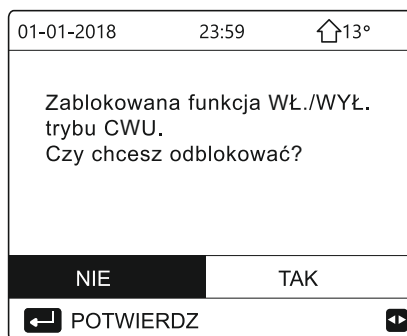 01-01-2018 23:59 13°
Zablokowana funkcja WŁ./WYŁ.
trybu CWU.
Czy chcesz odblokować?
NIE TAK
POTWIERDZ